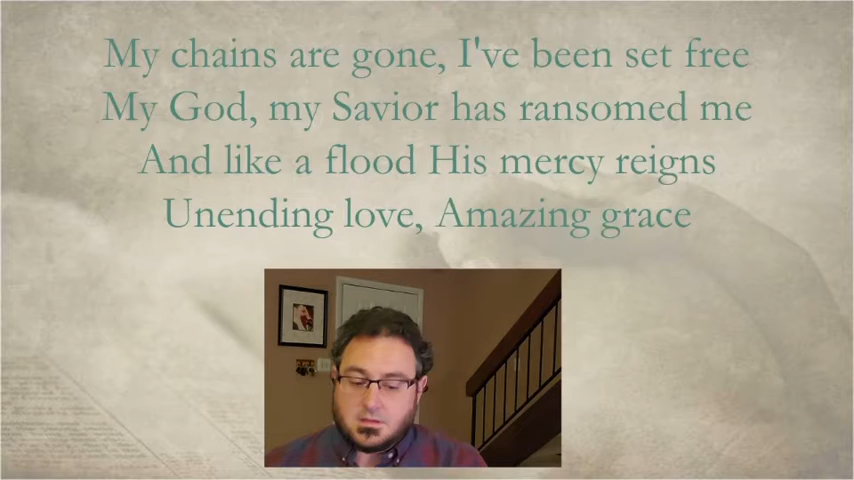 My chains are gone, I've been set free
My God, my Savior has ransomed me
And like a flood His mercy reigns
Unending love, Amazing grace